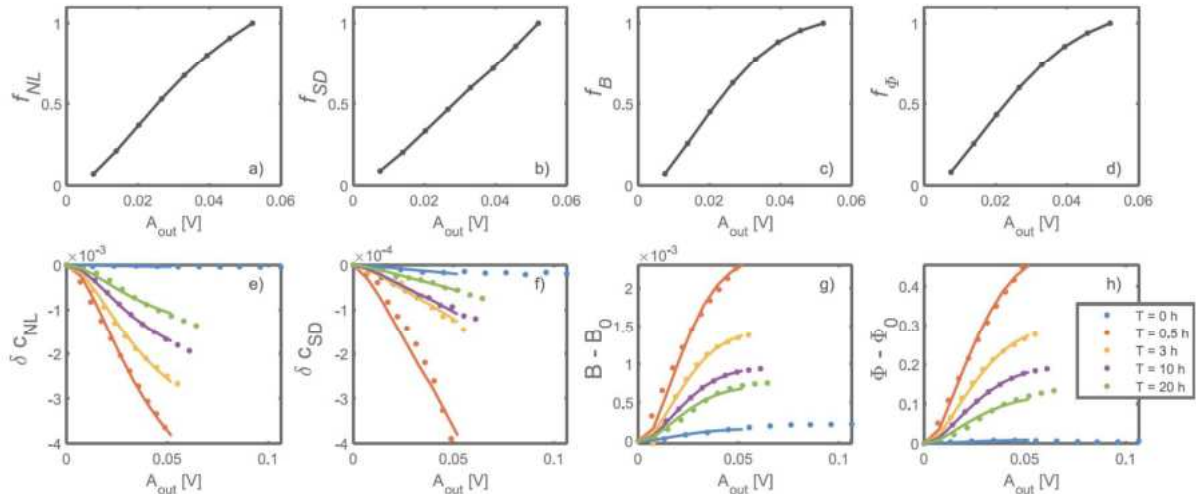 1
0.5
0
f_NL
0 0.02 0.04 0.06
A_out [V]
a)
1
0.5
0
f_SD
0 0.02 0.04 0.06
A_out [V]
b)
1
0.5
0
f_B
0 0.02 0.04 0.06
A_out [V]
c)
1
0.5
0
f_Φ
0 0.02 0.04 0.06
A_out [V]
d)
×10^-3
0
-1
-2
-3
-4
δ c_NL
0 0.05 0.1
A_out [V]
e)
×10^-4
0
-1
-2
-3
-4
δ c_SD
0 0.05 0.1
A_out [V]
f)
×10^-3
2
1
0.5
0
B - B_0
0 0.05 0.1
A_out [V]
g)
0.4
0.3
0.2
0.1
0
Φ - Φ_0
0 0.05 0.1
A_out [V]
h)
T = 0 h
T = 0.5 h
T = 3 h
T = 10 h
T = 20 h